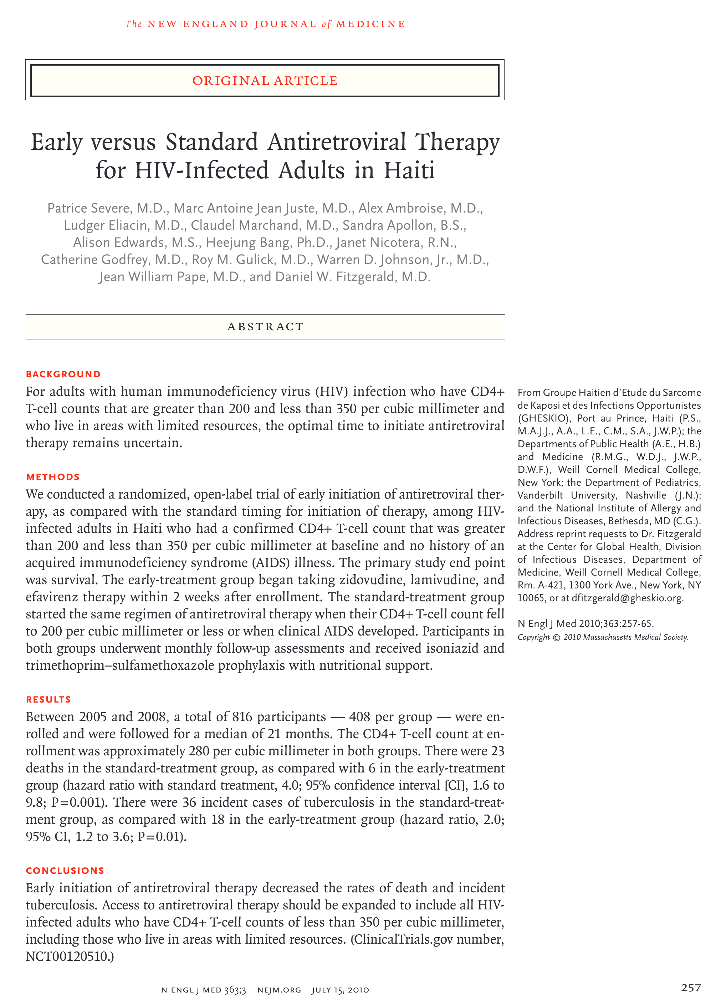 The NEW ENGLAND JOURNAL of MEDICINE
ORIGINAL ARTICLE
Early versus Standard Antiretroviral Therapy
for HIV-Infected Adults in Haiti
Patrice Severe, M.D., Marc Antoine Jean Juste, M.D., Alex Ambroise, M.D.,
Ludger Eliacin, M.D., Claudel Marchand, M.D., Sandra Apollon, B.S.,
Alison Edwards, M.S., Heejung Bang, Ph.D., Janet Nicotera, R.N.,
Catherine Godfrey, M.D., Roy M. Gulick, M.D., Warren D. Johnson, Jr., M.D.,
Jean William Pape, M.D., and Daniel W. Fitzgerald, M.D.
ABSTRACT
BACKGROUND
For adults with human immunodeficiency virus (HIV) infection who have CD4+
T-cell counts that are greater than 200 and less than 350 per cubic millimeter and
who live in areas with limited resources, the optimal time to initiate antiretroviral
therapy remains uncertain.
METHODS
We conducted a randomized, open-label trial of early initiation of antiretroviral ther-
apy, as compared with the standard timing for initiation of therapy, among HIV-
infected adults in Haiti who had a confirmed CD4+ T-cell count that was greater
than 200 and less than 350 per cubic millimeter at baseline and no history of an
acquired immunodeficiency syndrome (AIDS) illness. The primary study end point
was survival. The early-treatment group began taking zidovudine, lamivudine, and
efavirenz therapy within 2 weeks after enrollment. The standard-treatment group
started the same regimen of antiretroviral therapy when their CD4+ T-cell count fell
to 200 per cubic millimeter or less or when clinical AIDS developed. Participants in
both groups underwent monthly follow-up assessments and received isoniazid and
trimethoprim–sulfamethoxazole prophylaxis with nutritional support.
RESULTS
Between 2005 and 2008, a total of 816 participants — 408 per group — were en-
rolled and were followed for a median of 21 months. The CD4+ T-cell count at en-
rollment was approximately 280 per cubic millimeter in both groups. There were 23
deaths in the standard-treatment group, as compared with 6 in the early-treatment
group (hazard ratio with standard treatment, 4.0; 95% confidence interval [CI], 1.6 to
9.8; P=0.001). There were 36 incident cases of tuberculosis in the standard-treat-
ment group, as compared with 18 in the early-treatment group (hazard ratio, 2.0;
95% CI, 1.2 to 3.6; P=0.01).
CONCLUSIONS
Early initiation of antiretroviral therapy decreased the rates of death and incident
tuberculosis. Access to antiretroviral therapy should be expanded to include all HIV-
infected adults who have CD4+ T-cell counts of less than 350 per cubic millimeter,
including those who live in areas with limited resources. (ClinicalTrials.gov number,
NCT00120510.)
From Groupe Haitien d’Etude du Sarcome
de Kaposi et des Infections Opportunistes
(GHESKIO), Port au Prince, Haiti (P.S.,
M.A.J.J., A.A., L.E., C.M., S.A., J.W.P.); the
Departments of Public Health (A.E., H.B.)
and Medicine (R.M.G., W.D.J., J.W.P.,
D.W.F.), Weill Cornell Medical College,
New York; the Department of Pediatrics,
Vanderbilt University, Nashville (J.N.);
and the National Institute of Allergy and
Infectious Diseases, Bethesda, MD (C.G.).
Address reprint requests to Dr. Fitzgerald
at the Center for Global Health, Division
of Infectious Diseases, Department of
Medicine, Weill Cornell Medical College,
Rm. A-421, 1300 York Ave., New York, NY
10065, or at dfitzgerald@gheskio.org.
N Engl J Med 2010;363:257-65.
Copyright © 2010 Massachusetts Medical Society.
N ENGL J MED 363;3 NEJM.ORG JULY 15, 2010
257